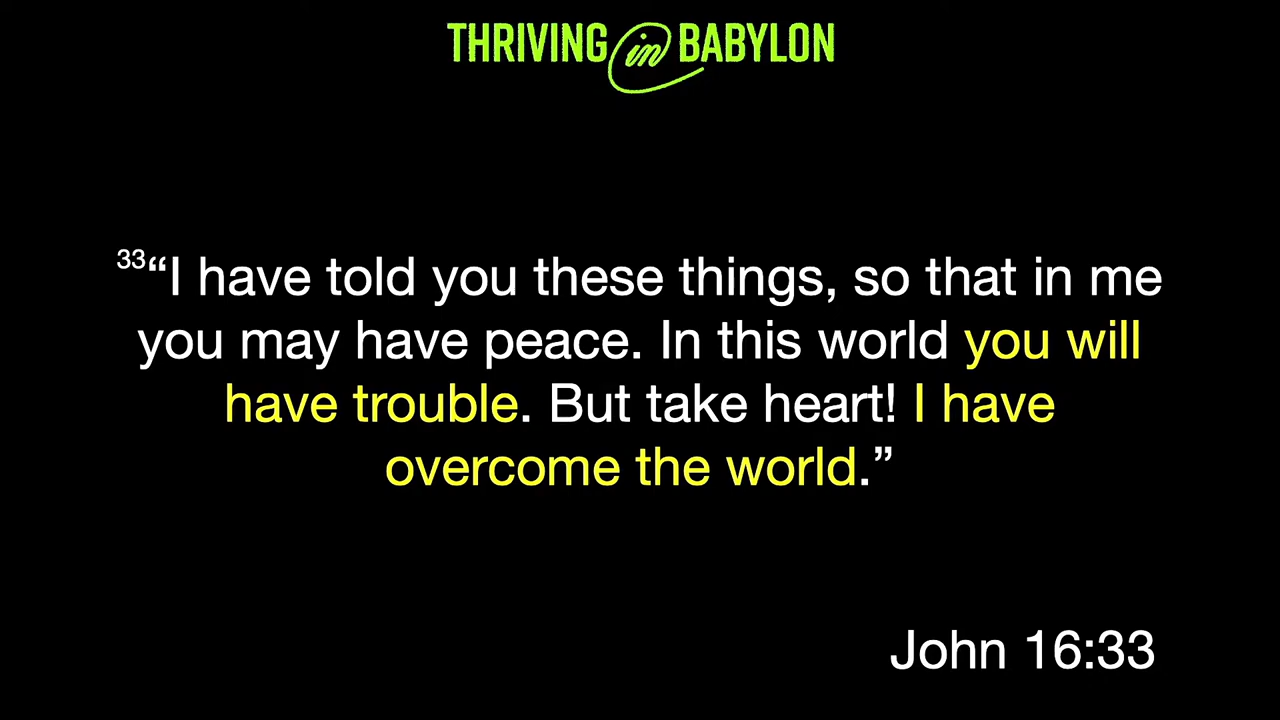 THRIVING in BABYLON
33“I have told you these things, so that in me
you may have peace. In this world you will
have trouble. But take heart! I have
overcome the world.”
John 16:33